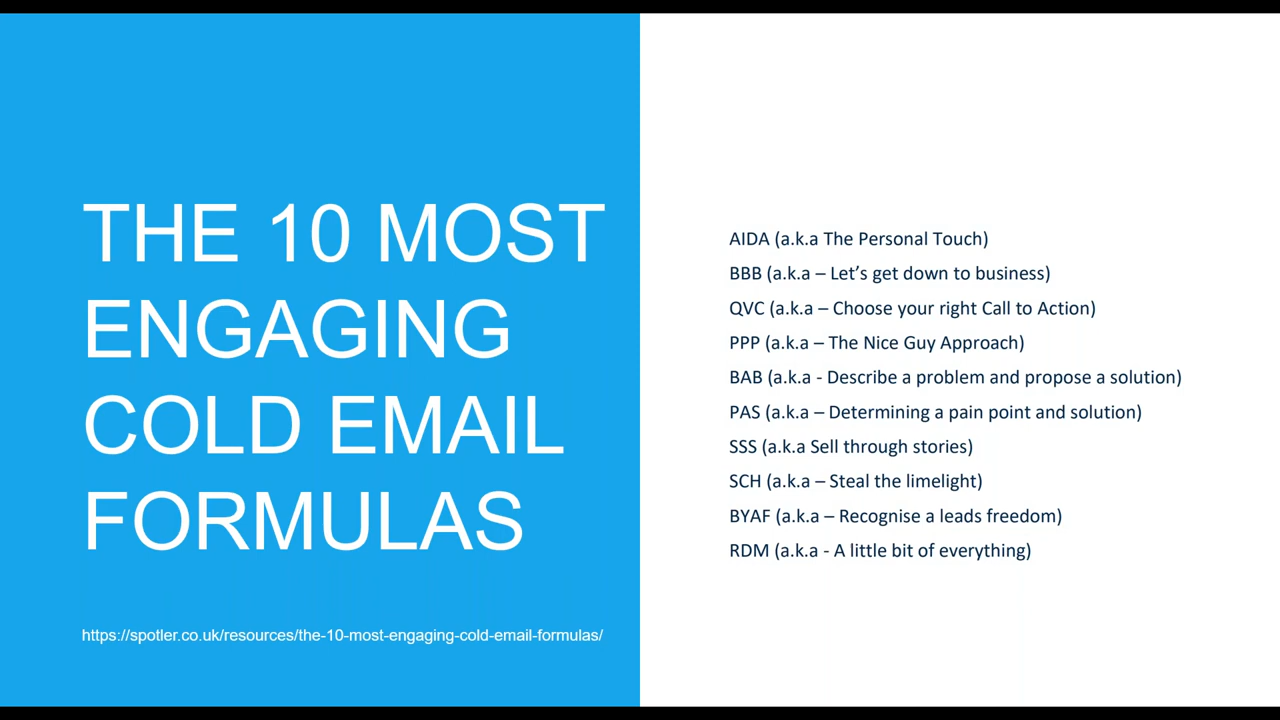 THE 10 MOST
ENGAGING
COLD EMAIL
FORMULAS
https://spotler.co.uk/resources/the-10-most-engaging-cold-email-formulas/
AIDA (a.k.a The Personal Touch)
BBB (a.k.a – Let’s get down to business)
QVC (a.k.a – Choose your right Call to Action)
PPP (a.k.a – The Nice Guy Approach)
BAB (a.k.a - Describe a problem and propose a solution)
PAS (a.k.a – Determining a pain point and solution)
SSS (a.k.a Sell through stories)
SCH (a.k.a – Steal the limelight)
BYAF (a.k.a – Recognise a leads freedom)
RDM (a.k.a - A little bit of everything)